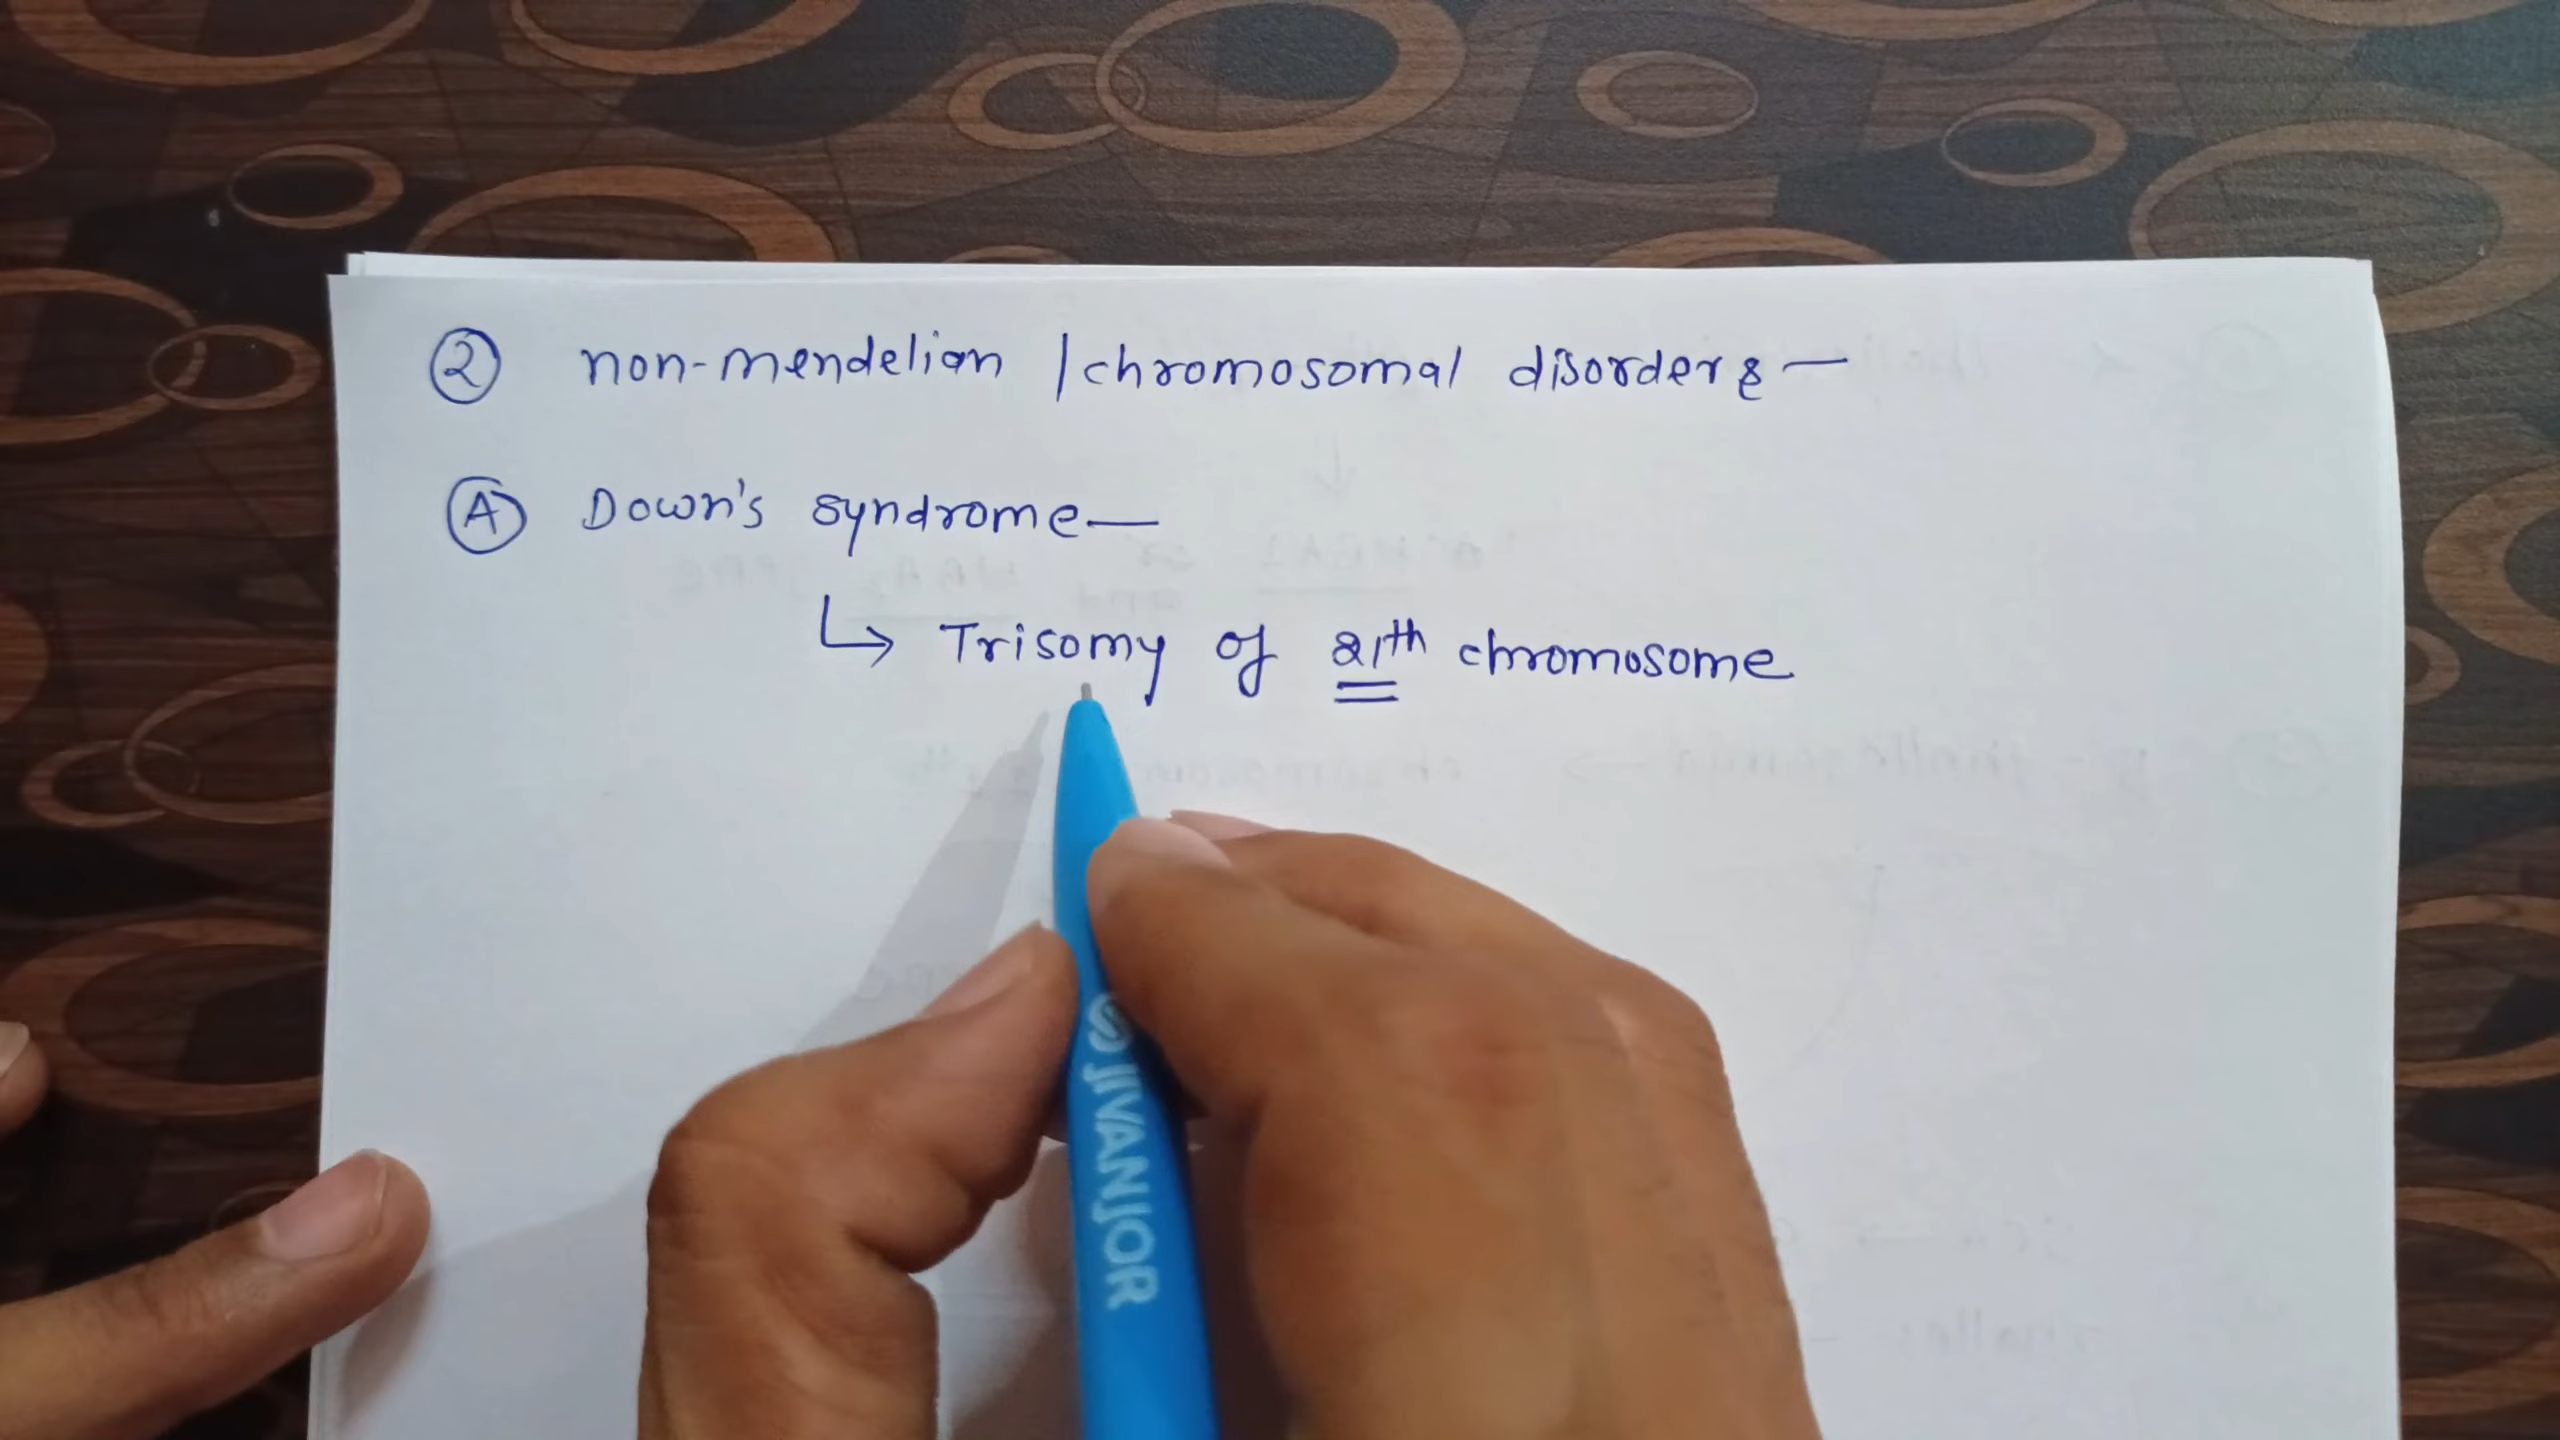 ② non-mendelian / chromosomal disorders —
Ⓐ Down's syndrome —
↳ Trisomy of 21th chromosome
JIVANJOR